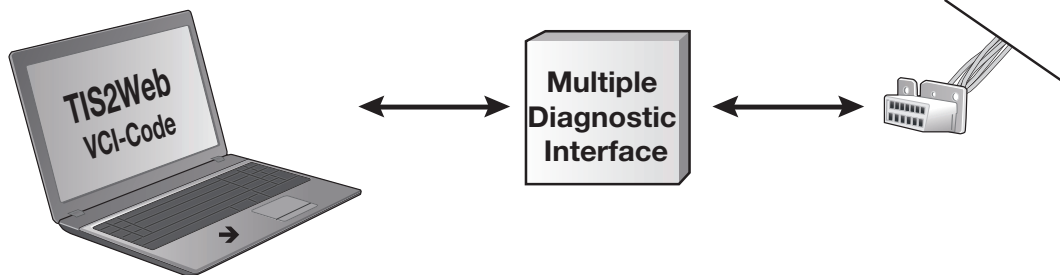 TIS2Web
VCI-Code
Multiple
Diagnostic
Interface